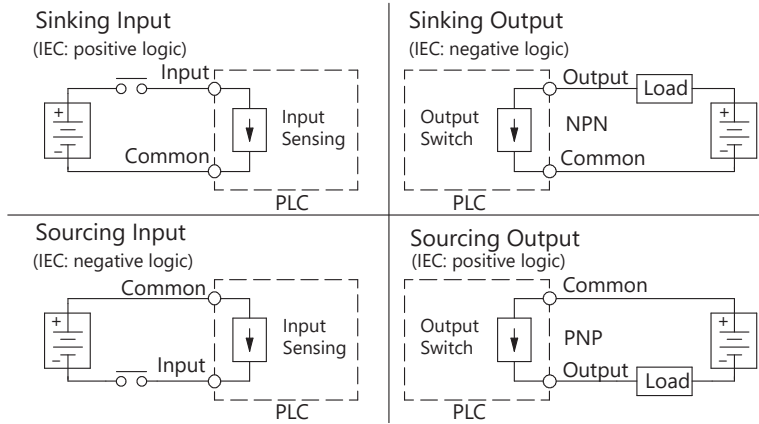 Sinking Input
(IEC: positive logic)
Input
+
−
Input
Sensing
Common
PLC
Sinking Output
(IEC: negative logic)
Output
Load
Output
Switch
NPN
+
−
Common
PLC
Sourcing Input
(IEC: negative logic)
Common
+
−
Input
Sensing
Input
PLC
Sourcing Output
(IEC: positive logic)
Common
Output
Switch
PNP
+
−
Output
Load
PLC